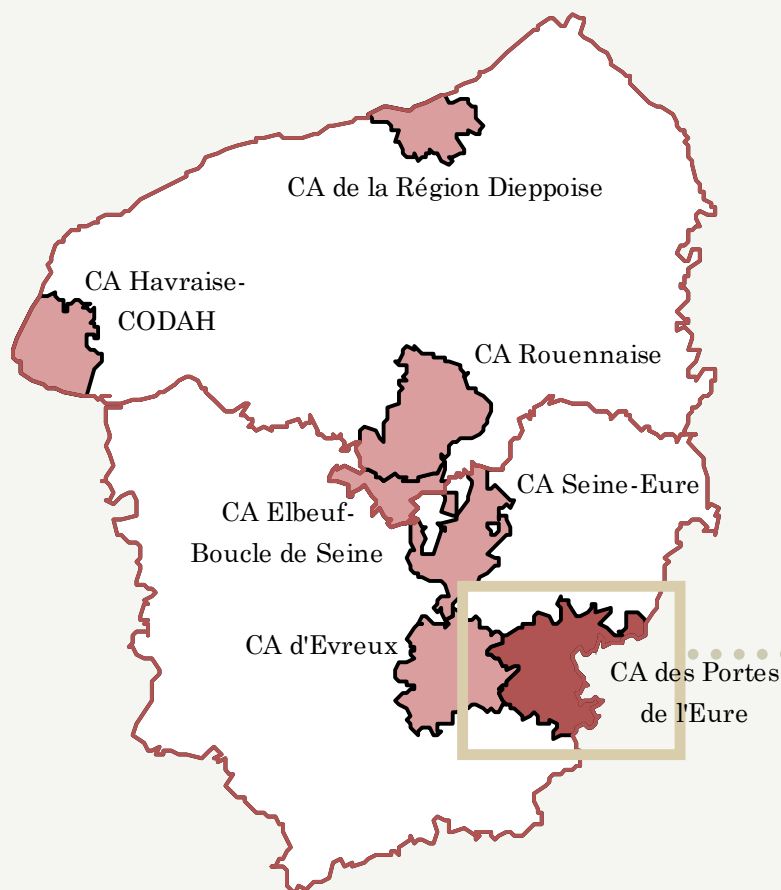 CA de la Région Dieppoise
CA Havraise-
CODAH
CA Rouennaise
CA Seine-Eure
CA Elbeuf-
Boucle de Seine
CA d'Evreux
CA des Portes
de l'Eure